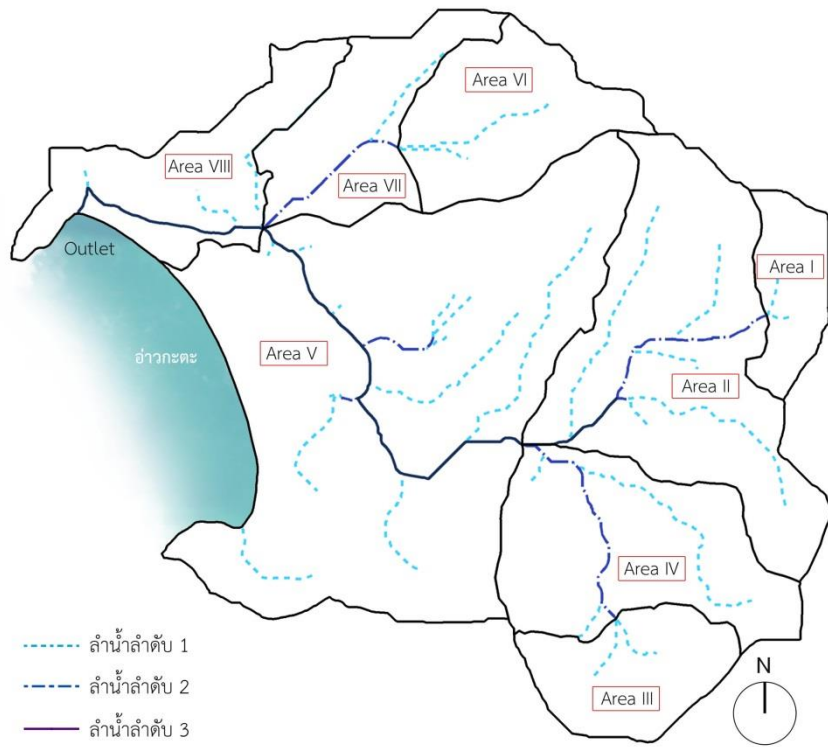 Area VI
Area VIII
Area VII
Outlet
Area I
อ่าวกะตะ
Area V
Area II
Area IV
ลำน้ำลำดับ 1
ลำน้ำลำดับ 2
ลำน้ำลำดับ 3
Area III
N